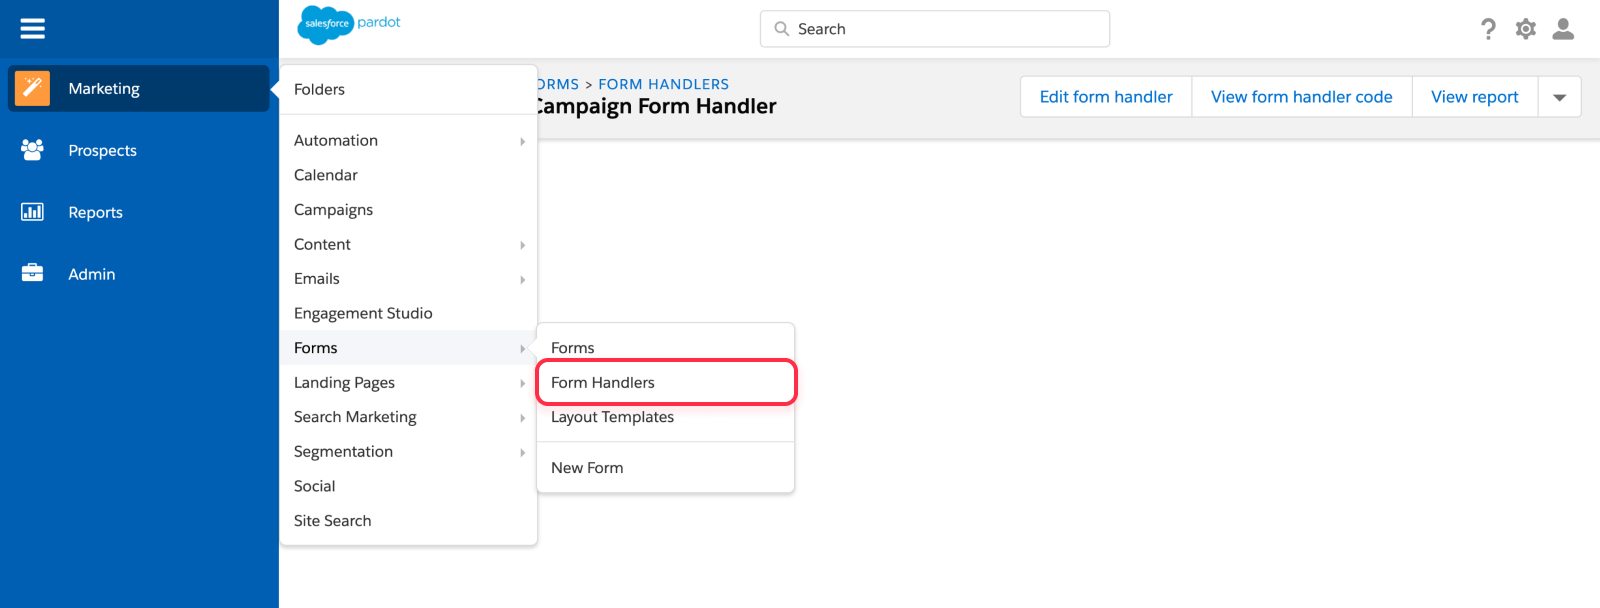 salesforce pardot
Search
?
Marketing
Prospects
Reports
Admin
Folders
Automation
Calendar
Campaigns
Content
Emails
Engagement Studio
Forms
Landing Pages
Search Marketing
Segmentation
Social
Site Search
Forms
Form Handlers
Layout Templates
New Form
ORMS > FORM HANDLERS
Campaign Form Handler
Edit form handler
View form handler code
View report